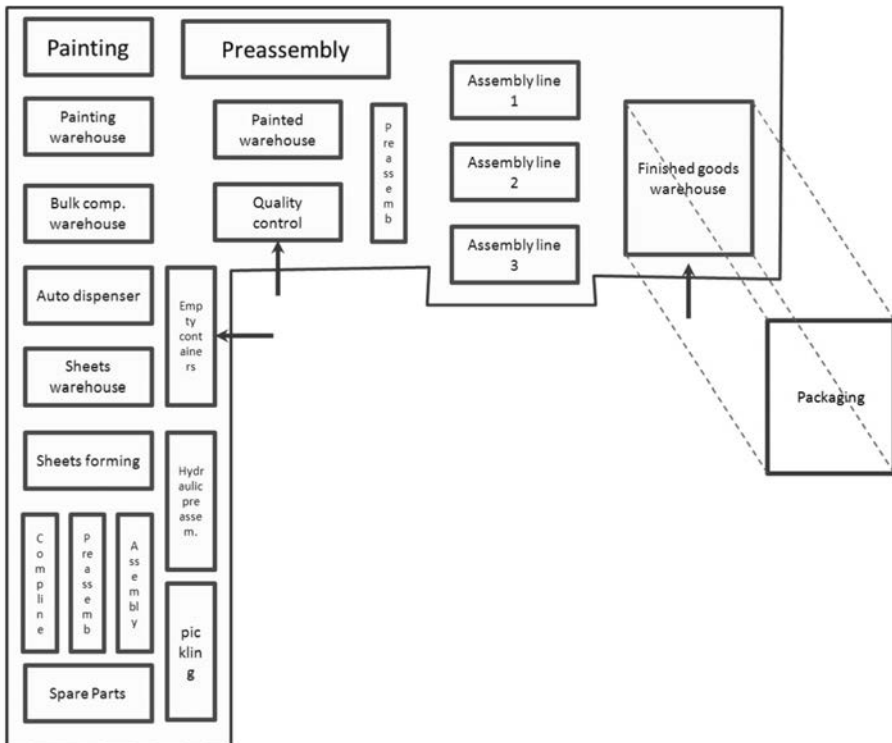 Painting
Preassembly
Painting
warehouse
Painted
warehouse
P
re
a
ss
e
m
b
Assembly line
1
Assembly line
2
Assembly line
3
Finished goods
warehouse
Bulk comp.
warehouse
Quality
control
Auto dispenser
Emp
ty
cont
aine
rs
Sheets
warehouse
Packaging
Sheets forming
Hydr
aulic
pre
asse
m.
C
o
m
p
li
n
e
P
re
a
ss
e
m
b
A
ss
e
m
bly
pic
klin
g
Spare Parts